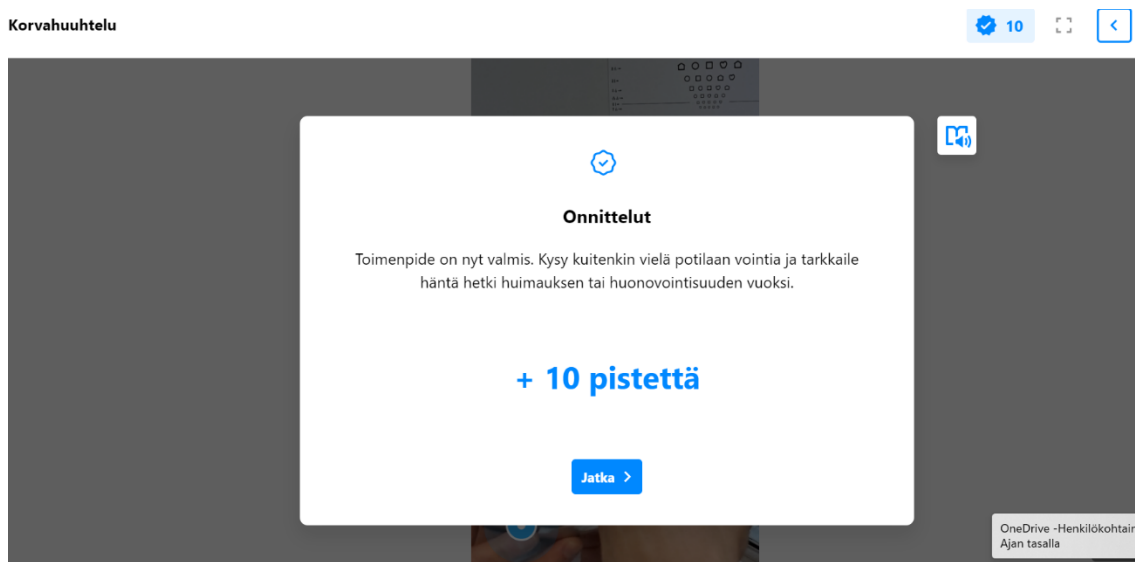 Korvahuuhtelu
10
Onnittelut
Toimenpide on nyt valmis. Kysy kuitenkin vielä potilaan vointia ja tarkkaile
häntä hetki huimauksen tai huonovointisuuden vuoksi.
+ 10 pistettä
Jatka
OneDrive -Henkilökohtain
Ajan tasalla